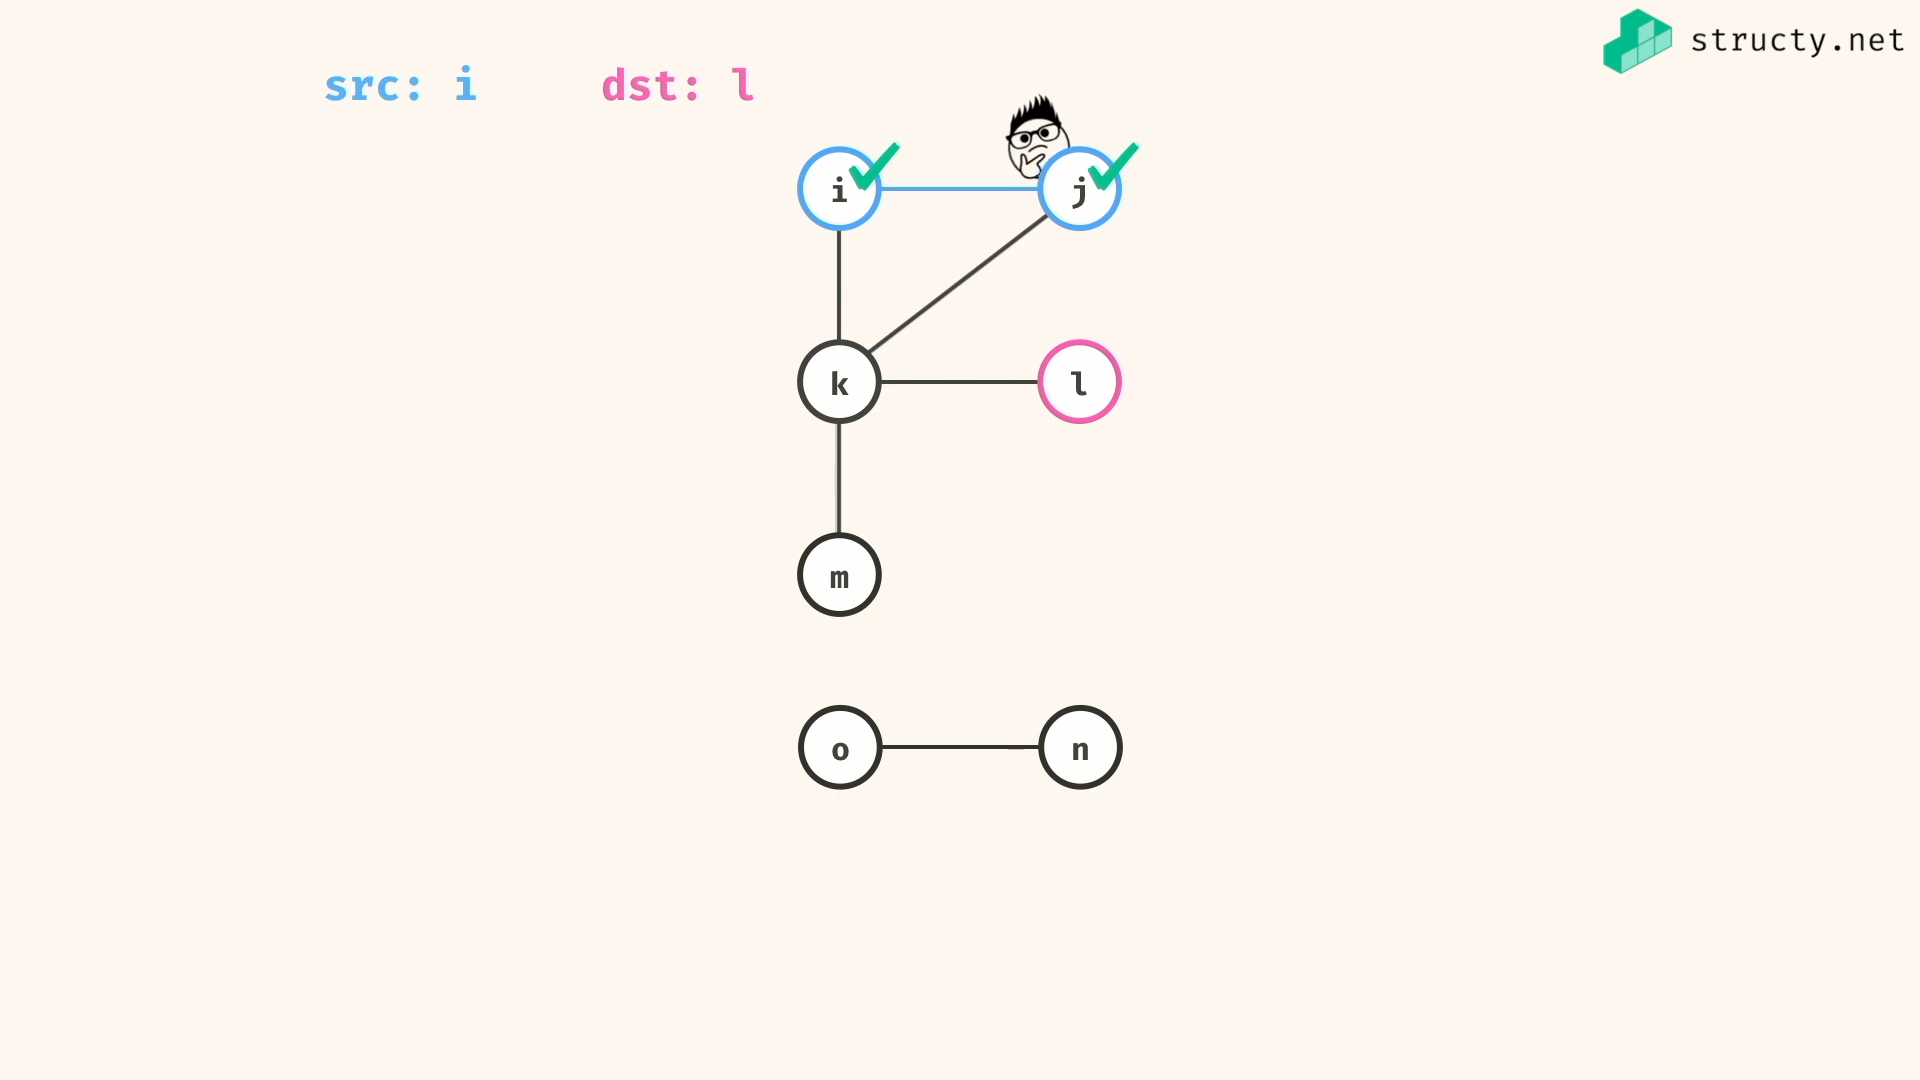 structy.net
src: i
dst: l
i
j
k
l
m
o
n